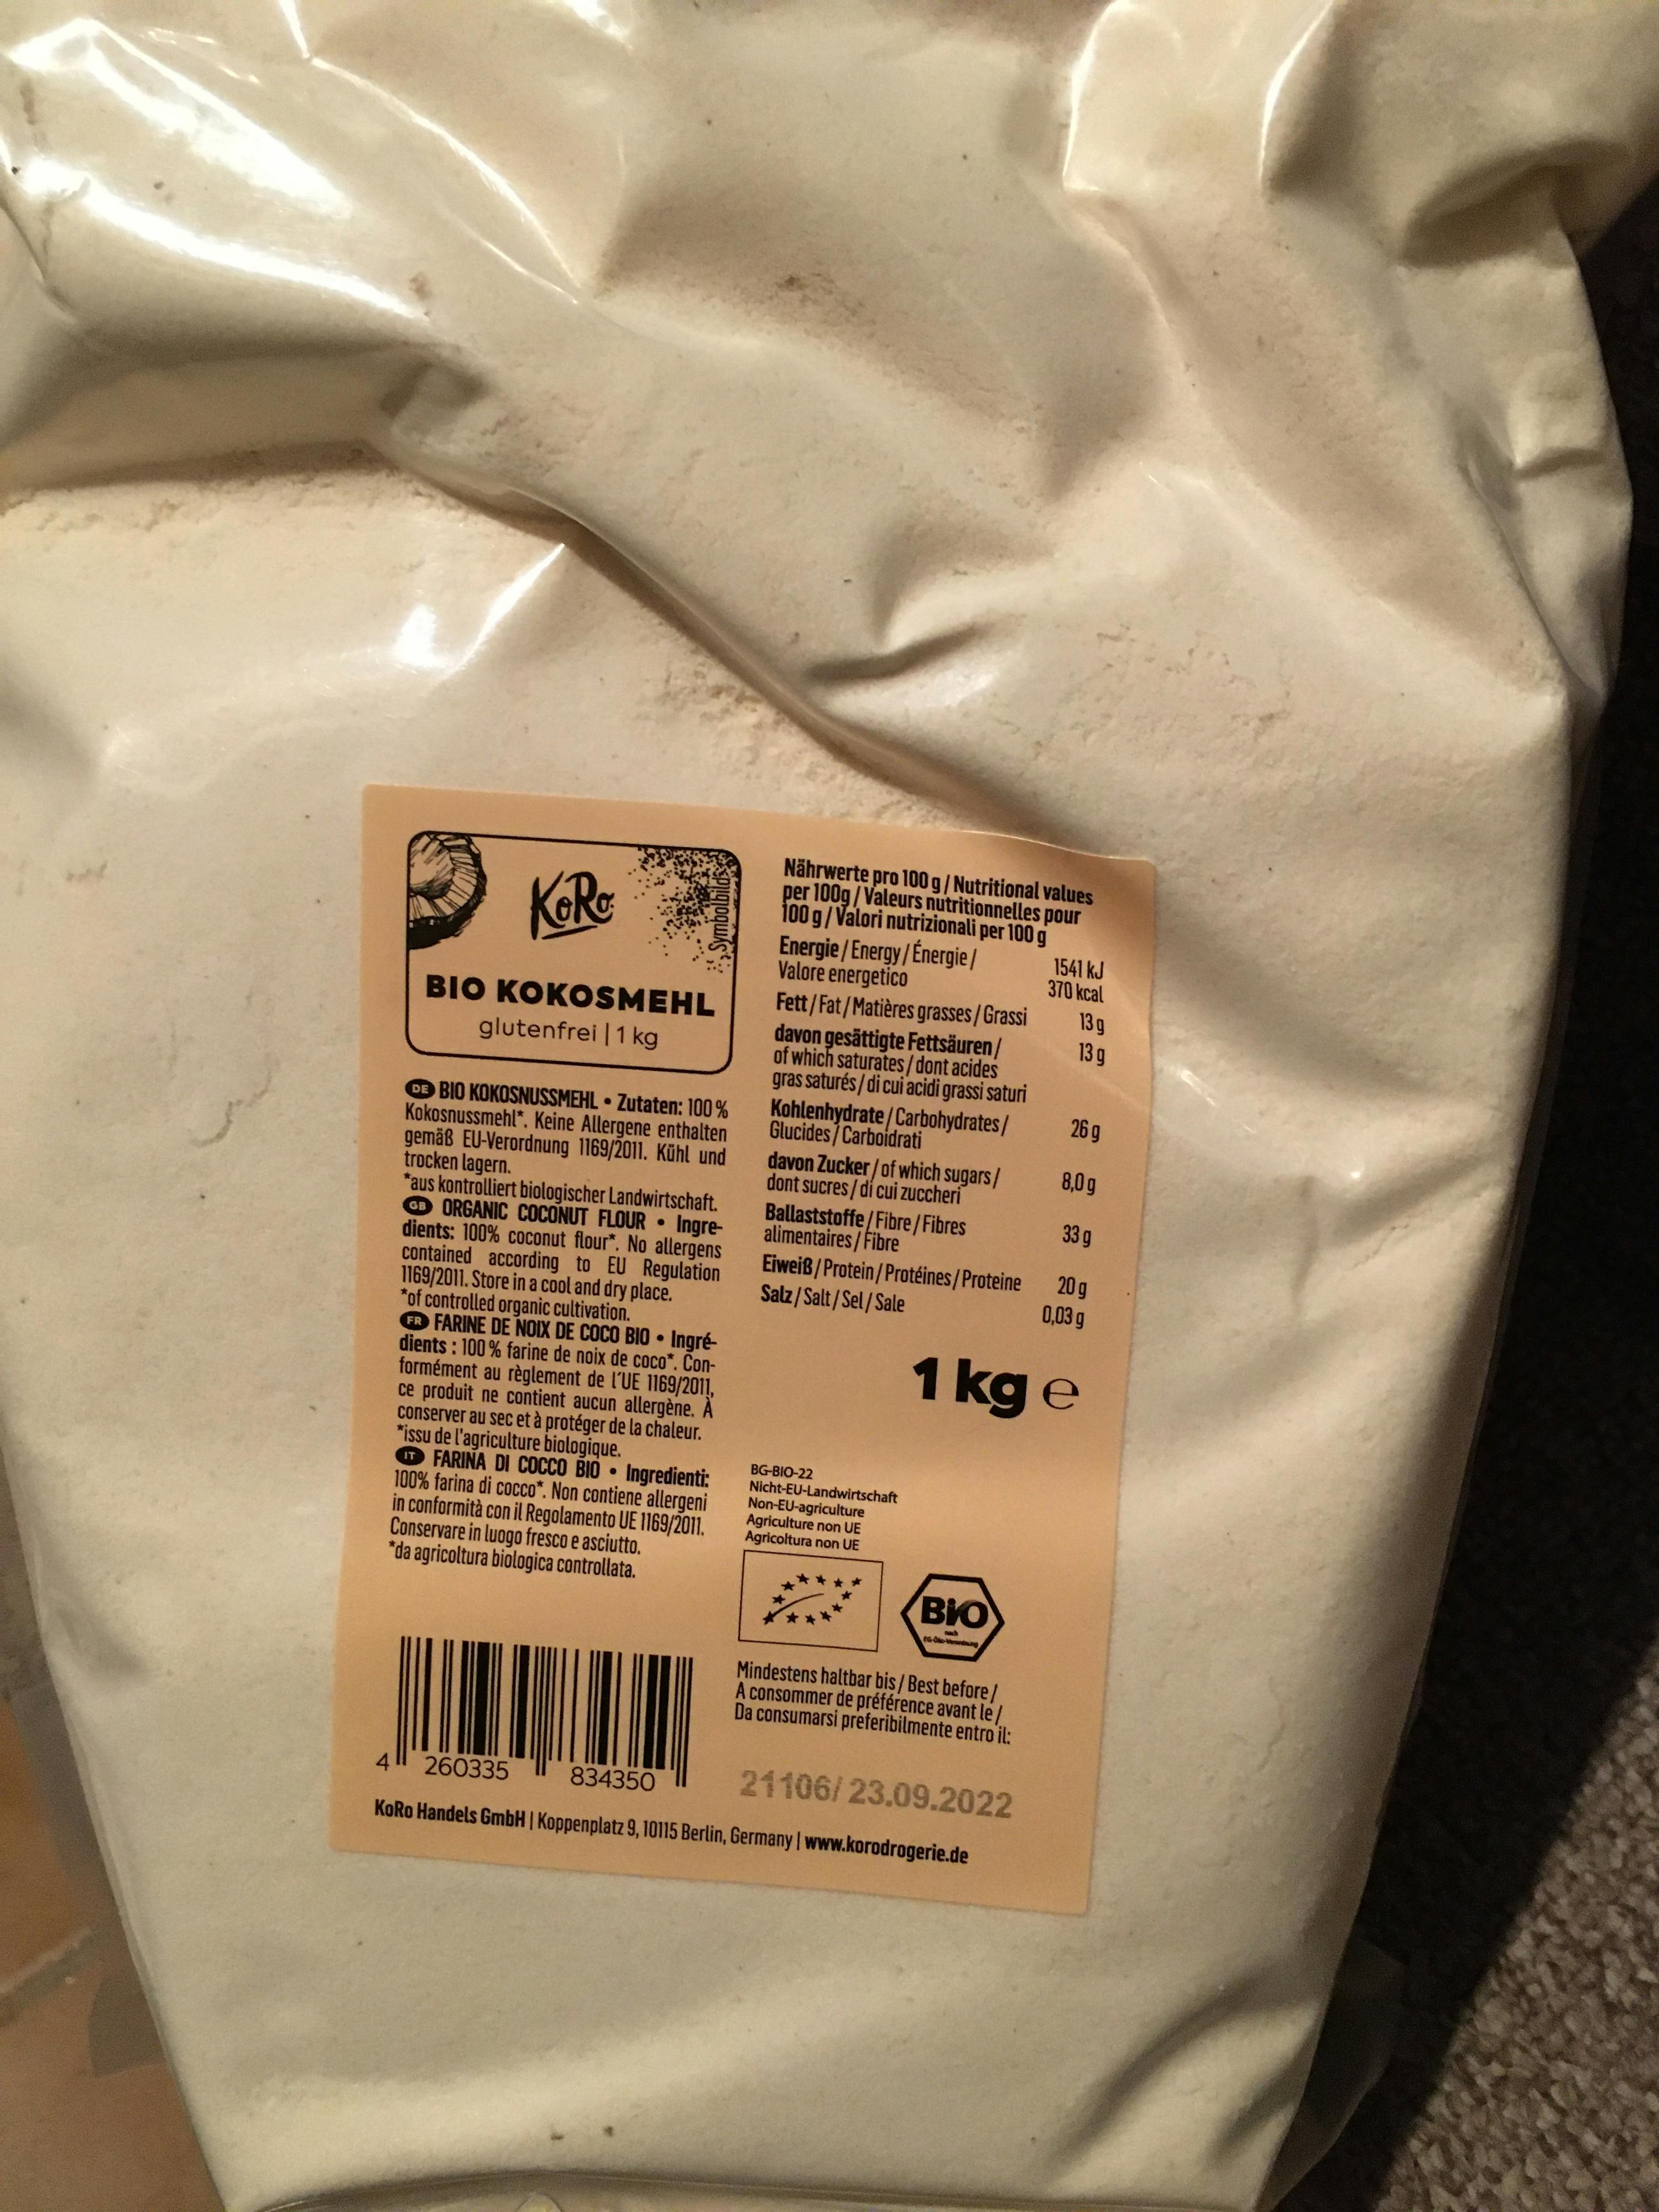 KoRo
Symbolbild
BIO KOKOSMEHL
glutenfrei | 1 kg
DE BIO KOKOSNUSSMEHL • Zutaten: 100 %
Kokosnussmehl*. Keine Allergene enthalten
gemäß EU-Verordnung 1169/2011. Kühl und
trocken lagern.
*aus kontrolliert biologischer Landwirtschaft.
GB ORGANIC COCONUT FLOUR • Ingre-
dients: 100% coconut flour*. No allergens
contained according to EU Regulation
1169/2011. Store in a cool and dry place.
*of controlled organic cultivation.
FR FARINE DE NOIX DE COCO BIO • Ingré-
dients : 100 % farine de noix de coco*. Con-
formément au règlement de l´UE 1169/2011,
ce produit ne contient aucun allergène. À
conserver au sec et à protéger de la chaleur.
*issu de l'agriculture biologique.
IT FARINA DI COCCO BIO • Ingredienti:
100% farina di cocco*. Non contiene allergeni
in conformità con il Regolamento UE 1169/2011.
Conservare in luogo fresco e asciutto.
*da agricoltura biologica controllata.
4 260335 834350
Nährwerte pro 100 g / Nutritional values
per 100g / Valeurs nutritionnelles pour
100 g / Valori nutrizionali per 100 g
Energie / Energy / Énergie / 1541 kJ
Valore energetico 370 kcal
Fett / Fat / Matières grasses / Grassi 13 g
davon gesättigte Fettsäuren / 13 g
of which saturates / dont acides
gras saturés / di cui acidi grassi saturi
Kohlenhydrate / Carbohydrates / 26 g
Glucides / Carboidrati
davon Zucker / of which sugars / 8,0 g
dont sucres / di cui zuccheri
Ballaststoffe / Fibre / Fibres 33 g
alimentaires / Fibre
Eiweiß / Protein / Protéines / Proteine 20 g
Salz / Salt / Sel / Sale 0,03 g
1 kg e
BG-BIO-22
Nicht-EU-Landwirtschaft
Non-EU-agriculture
Agriculture non UE
Agricoltura non UE
Bio
nach
EG-Öko-Verordnung
Mindestens haltbar bis / Best before /
A consommer de préférence avant le /
Da consumarsi preferibilmente entro il:
21106/ 23.09.2022
KoRo Handels GmbH | Koppenplatz 9, 10115 Berlin, Germany | www.korodrogerie.de